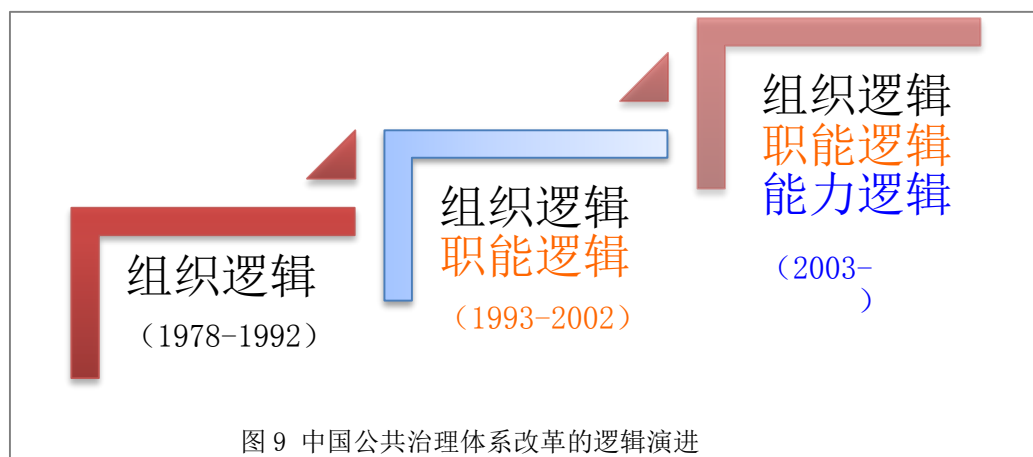 组织逻辑
（1978-1992）
组织逻辑
职能逻辑
（1993-2002）
组织逻辑
职能逻辑
能力逻辑
（2003-
）
图 9 中国公共治理体系改革的逻辑演进